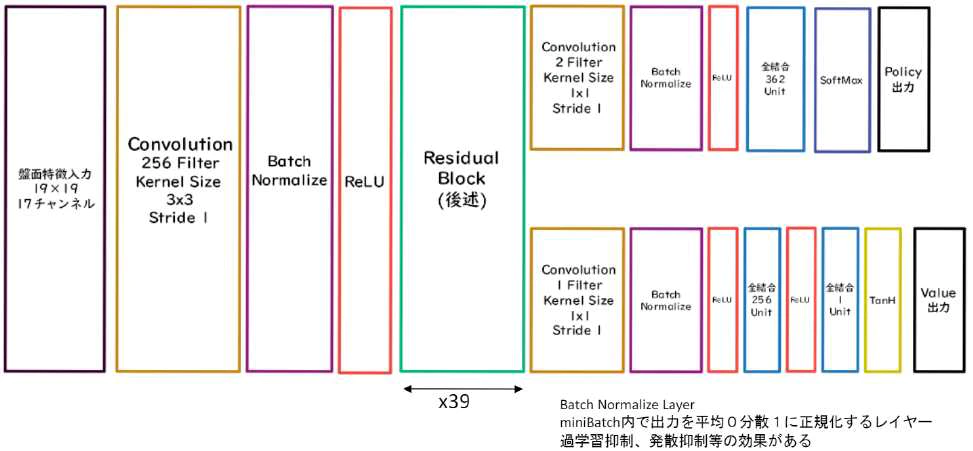 盤面特徴入力
19×19
17チャンネル
Convolution
256 Filter
Kernel Size
3x3
Stride 1
Batch
Normalize
ReLU
Residual
Block
(後述)
x39
Convolution
2 Filter
Kernel Size
1x1
Stride 1
Batch
Normalize
ReLU
全結合
362
Unit
SoftMax
Policy
出力
Convolution
1 Filter
Kernel Size
1x1
Stride 1
Batch
Normalize
ReLU
全結合
256
Unit
ReLU
全結合
1
Unit
TanH
Value
出力
Batch Normalize Layer
miniBatch内で出力を平均０分散１に正規化するレイヤー
過学習抑制、発散抑制等の効果がある